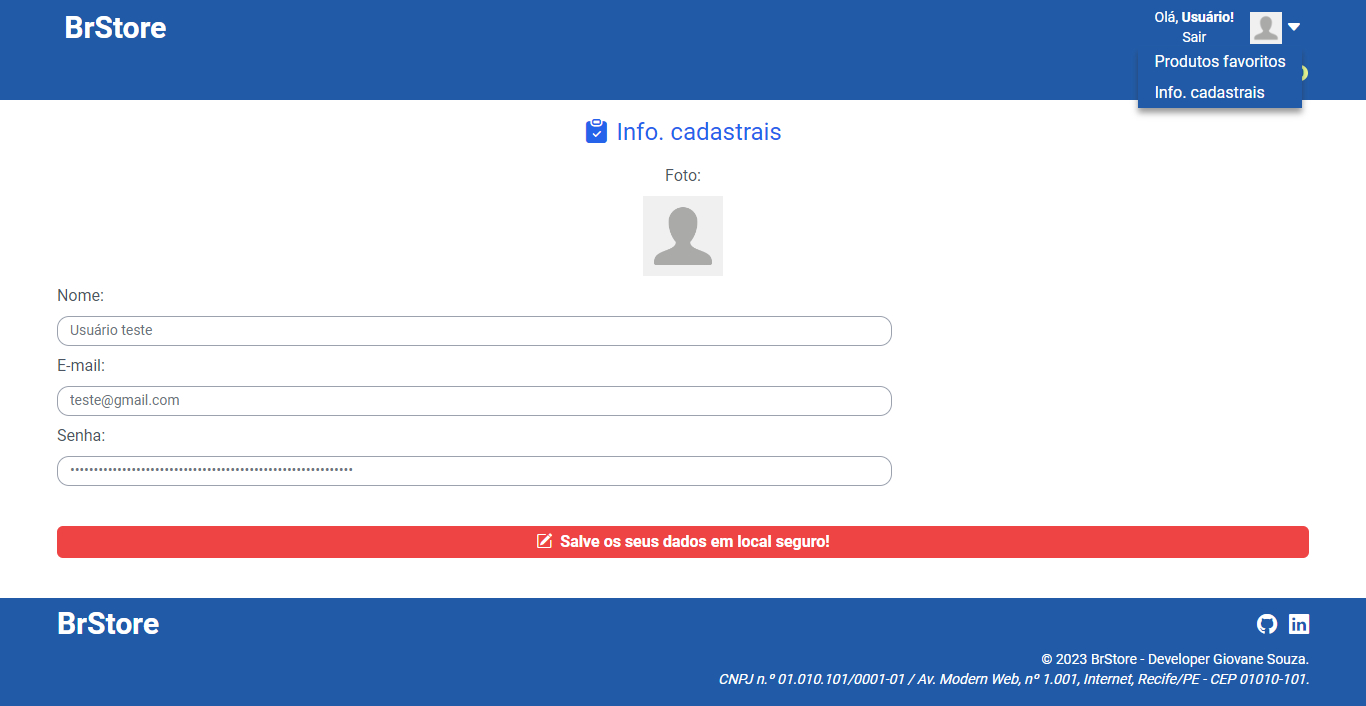 BrStore
Olá, Usuário!
Sair
Produtos favoritos
Info. cadastrais
Info. cadastrais
Foto:
Nome:
Usuário teste
E-mail:
teste@gmail.com
Senha:
Salve os seus dados em local seguro!
BrStore
© 2023 BrStore - Developer Giovane Souza.
CNPJ n.º 01.010.101/0001-01 / Av. Modern Web, nº 1.001, Internet, Recife/PE - CEP 01010-101.